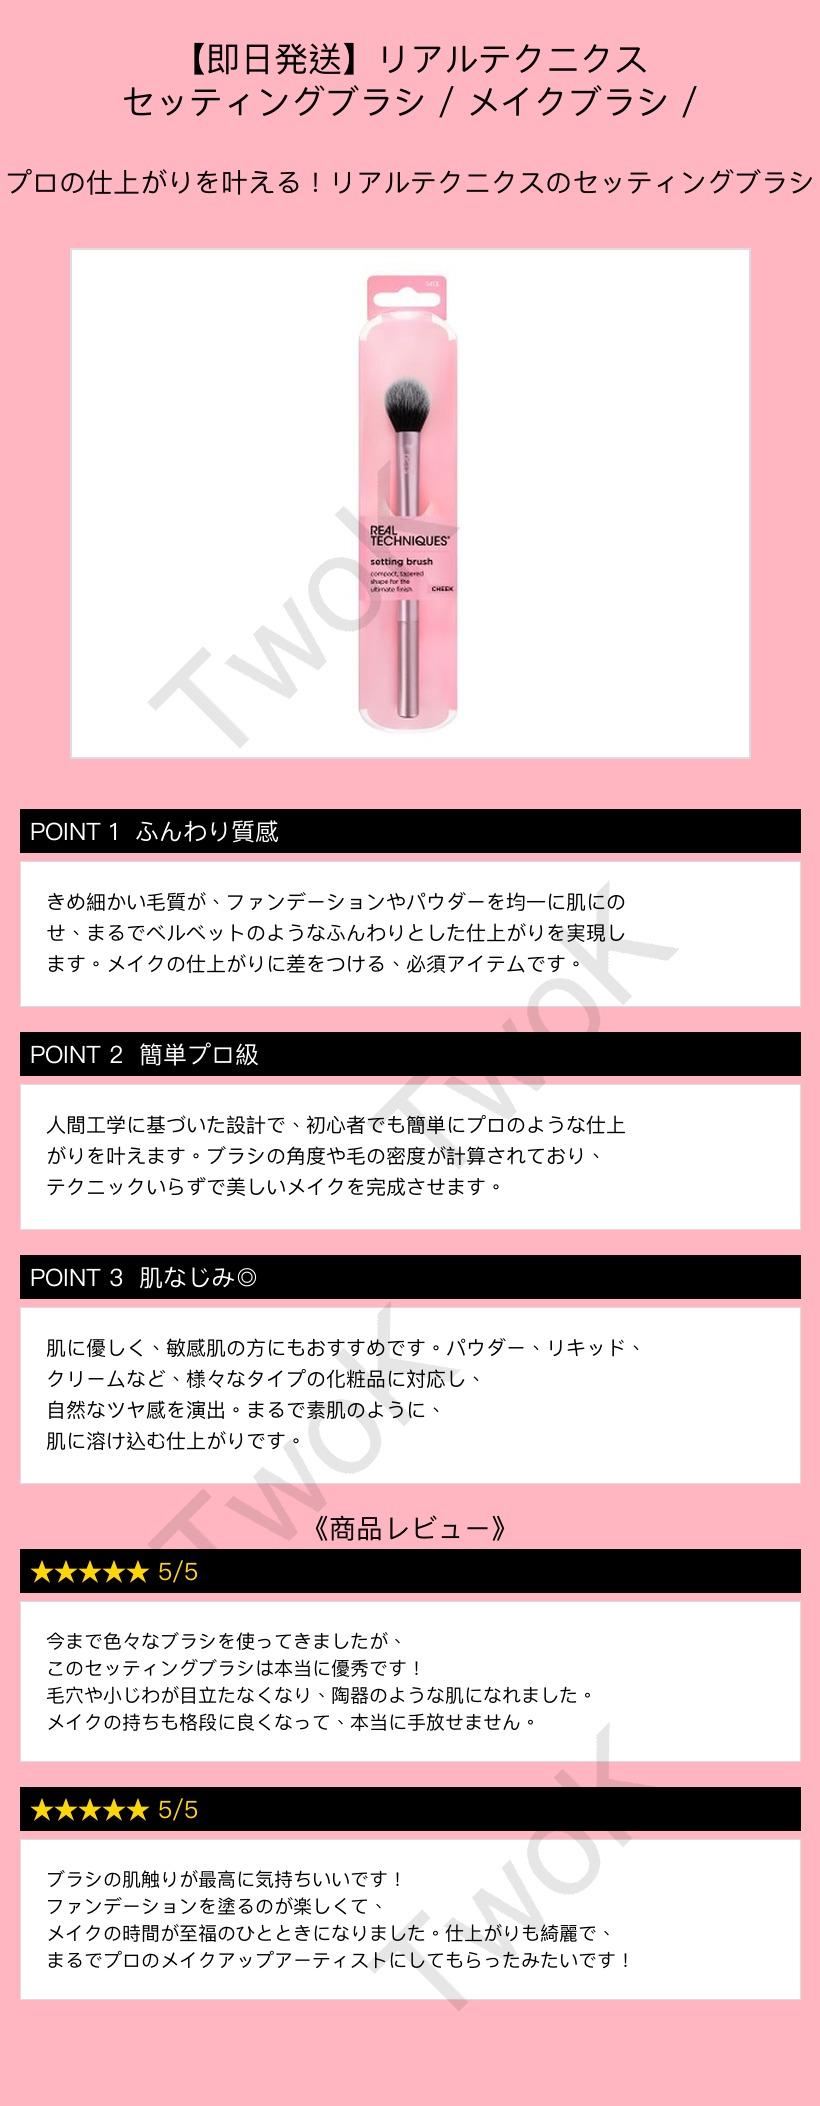 【即日発送】リアルテクニクス
セッティングブラシ / メイクブラシ /
プロの仕上がりを叶える！リアルテクニクスのセッティングブラシ
REAL
TECHNIQUES
setting brush
compact, tapered
shape for the
ultimate finish
CHEEK
TwoK
POINT 1 ふんわり質感
きめ細かい毛質が、ファンデーションやパウダーを均一に肌にの
せ、まるでベルベットのようなふんわりとした仕上がりを実現し
ます。メイクの仕上がりに差をつける、必須アイテムです。
TwoK
POINT 2 簡単プロ級
人間工学に基づいた設計で、初心者でも簡単にプロのような仕上
がりを叶えます。ブラシの角度や毛の密度が計算されており、
テクニックいらずで美しいメイクを完成させます。
POINT 3 肌なじみ◎
肌に優しく、敏感肌の方にもおすすめです。パウダー、リキッド、
クリームなど、様々なタイプの化粧品に対応し、
自然なツヤ感を演出。まるで素肌のように、
肌に溶け込む仕上がりです。
TwoK
《商品レビュー》
★★★★★ 5/5
今まで色々なブラシを使ってきましたが、
このセッティングブラシは本当に優秀です！
毛穴や小じわが目立たなくなり、陶器のような肌になれました。
メイクの持ちも格段に良くなって、本当に手放せません。
★★★★★ 5/5
ブラシの肌触りが最高に気持ちいいです！
ファンデーションを塗るのが楽しくて、
メイクの時間が至福のひとときになりました。仕上がりも綺麗で、
まるでプロのメイクアップアーティストにしてもらったみたいです！
TwoK